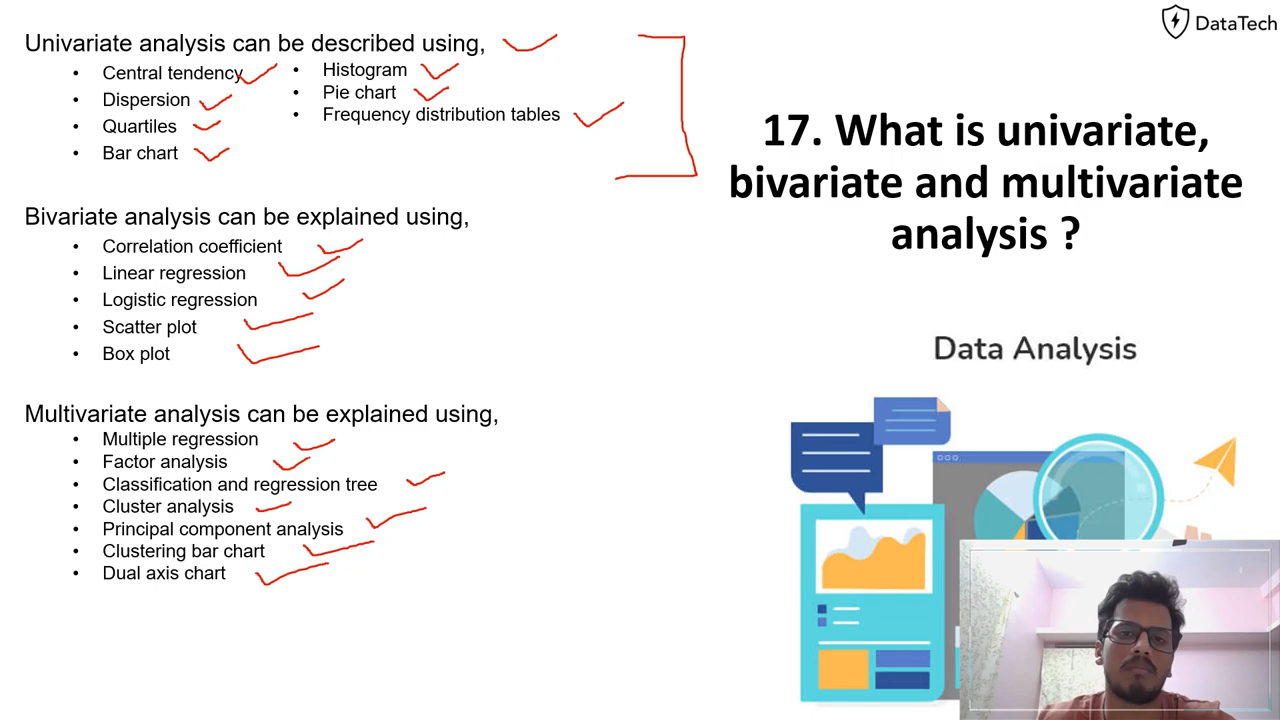 DataTech
Univariate analysis can be described using,
• Central tendency
• Dispersion
• Quartiles
• Bar chart
• Histogram
• Pie chart
• Frequency distribution tables
Bivariate analysis can be explained using,
• Correlation coefficient
• Linear regression
• Logistic regression
• Scatter plot
• Box plot
Multivariate analysis can be explained using,
• Multiple regression
• Factor analysis
• Classification and regression tree
• Cluster analysis
• Principal component analysis
• Clustering bar chart
• Dual axis chart
17. What is univariate,
bivariate and multivariate
analysis ?
Data Analysis